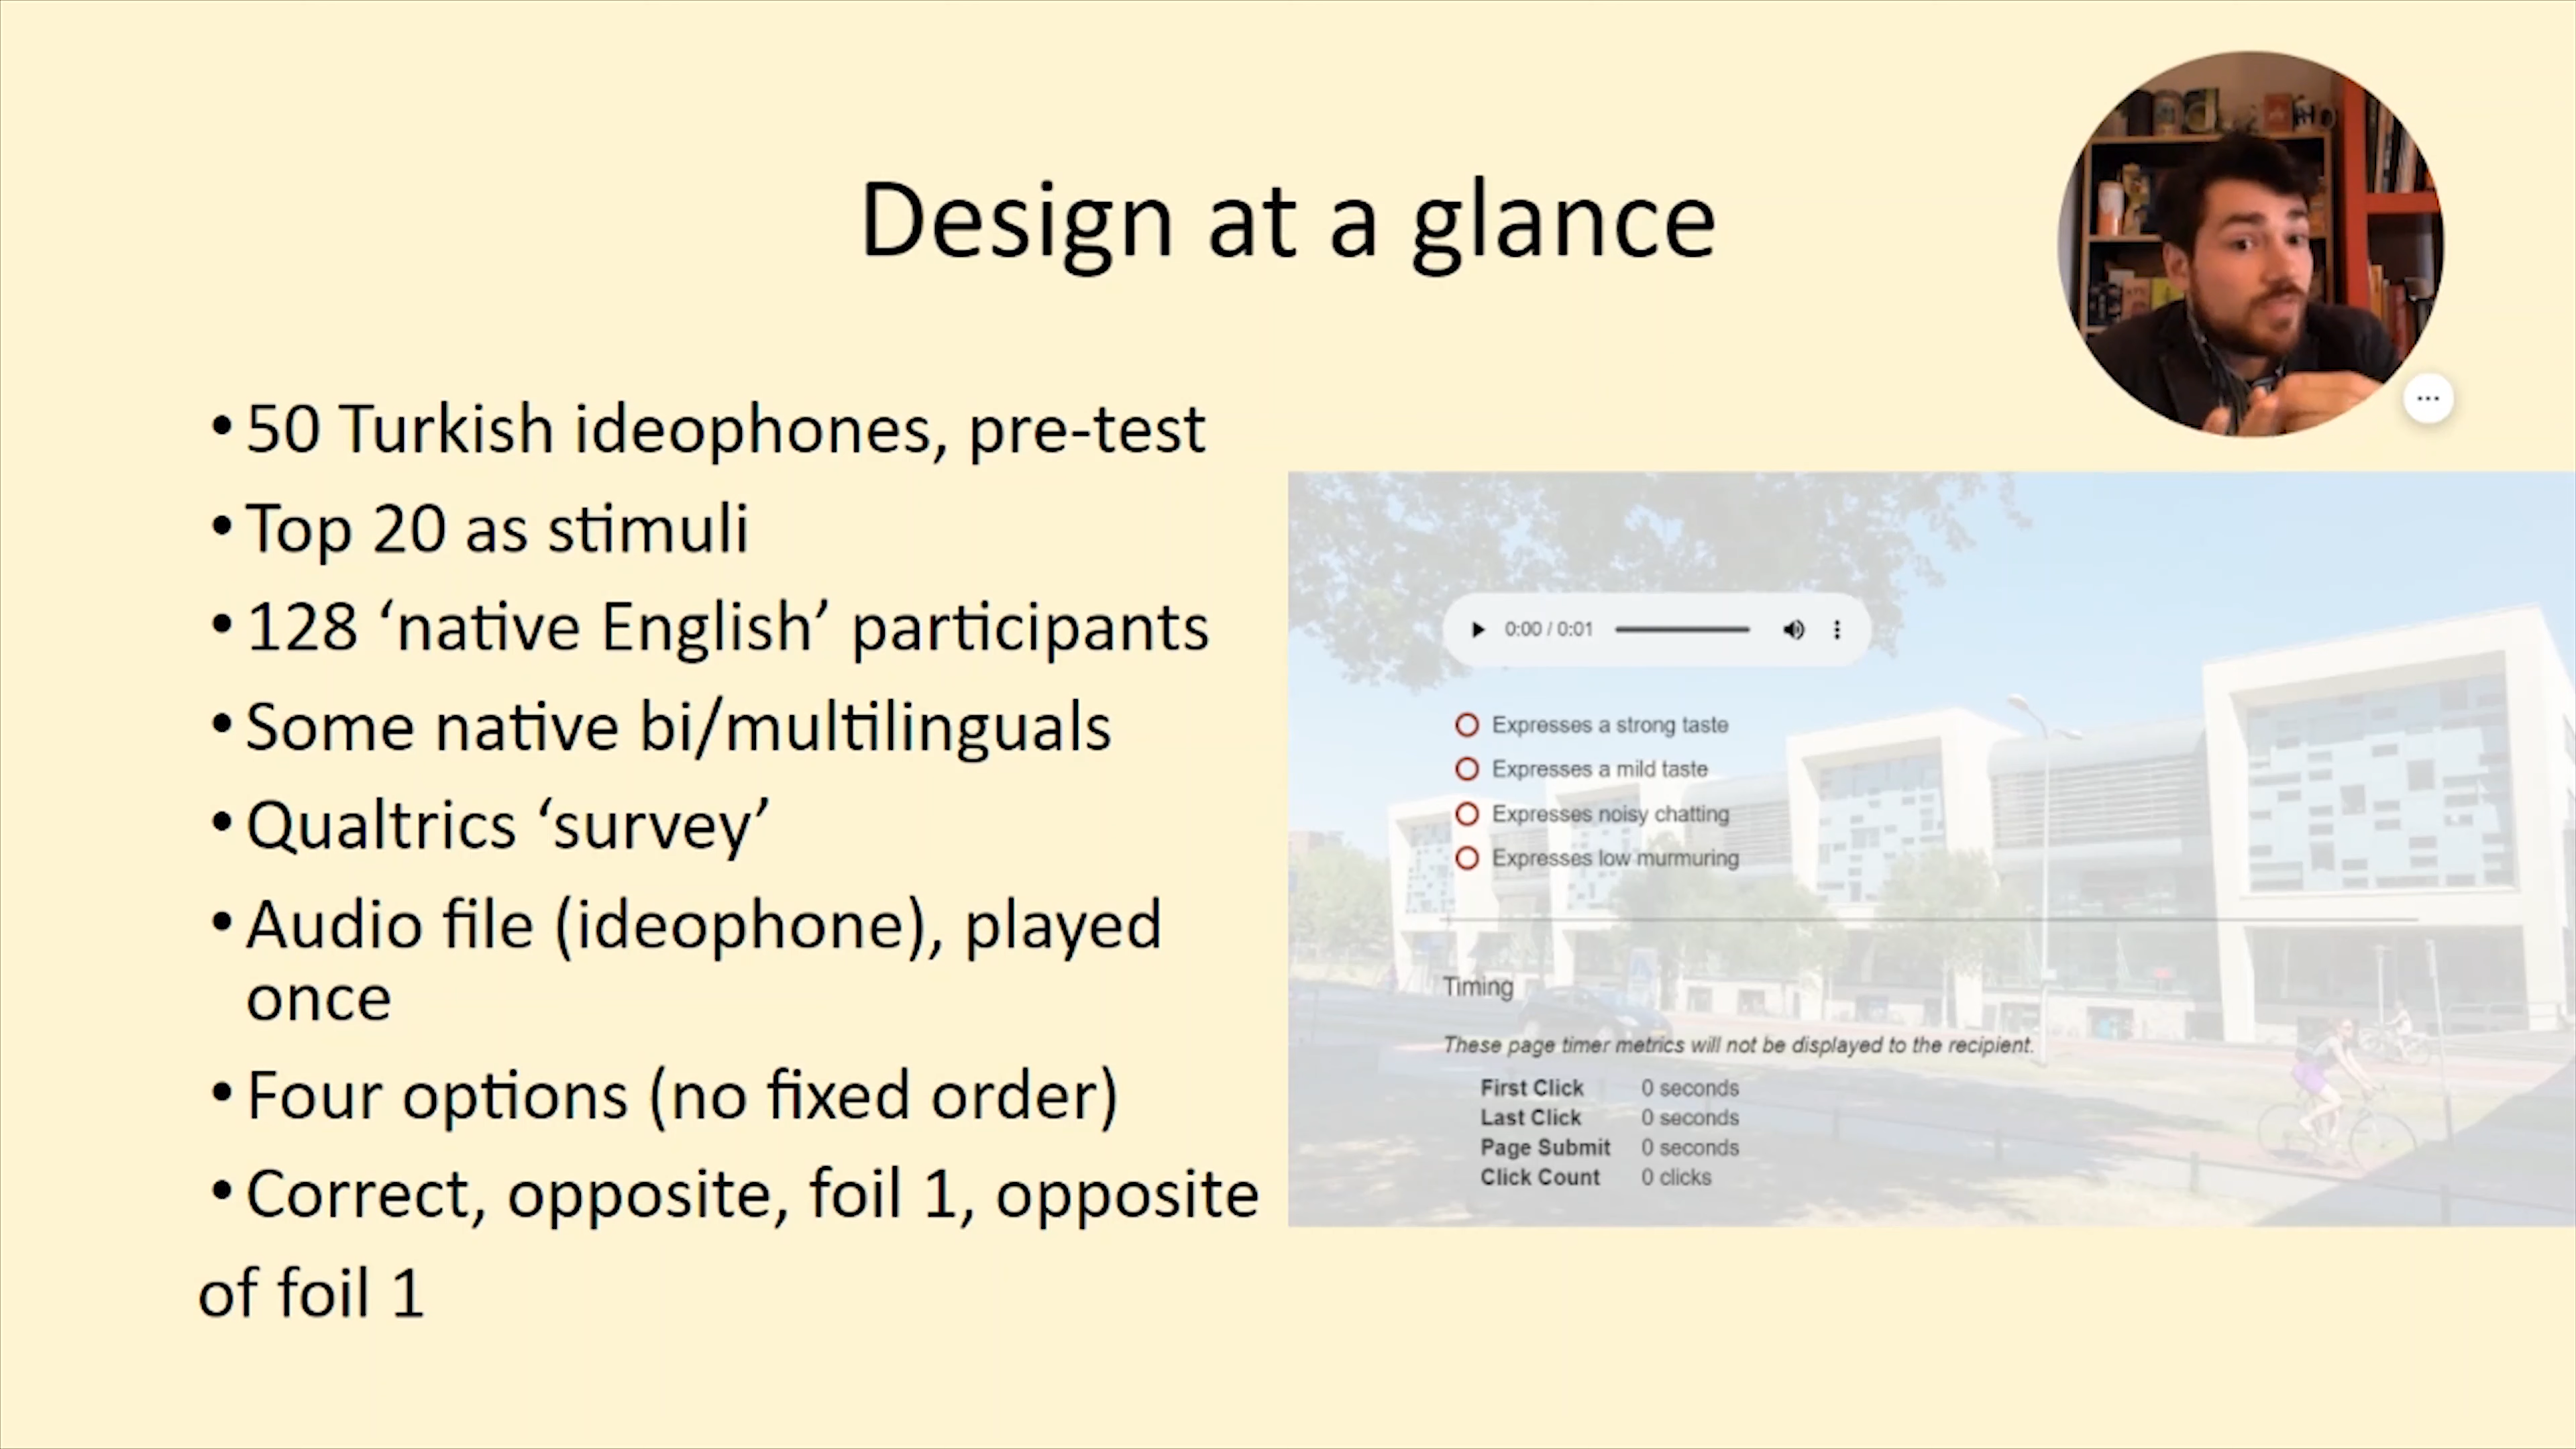 Design at a glance
•50 Turkish ideophones, pre-test
•Top 20 as stimuli
•128 ‘native English’ participants
•Some native bi/multilinguals
•Qualtrics ‘survey’
•Audio file (ideophone), played
once
•Four options (no fixed order)
•Correct, opposite, foil 1, opposite
of foil 1
0:00 / 0:01
Expresses a strong taste
Expresses a mild taste
Expresses noisy chatting
Expresses low murmuring
Timing
These page timer metrics will not be displayed to the recipient.
First Click 0 seconds
Last Click 0 seconds
Page Submit 0 seconds
Click Count 0 clicks